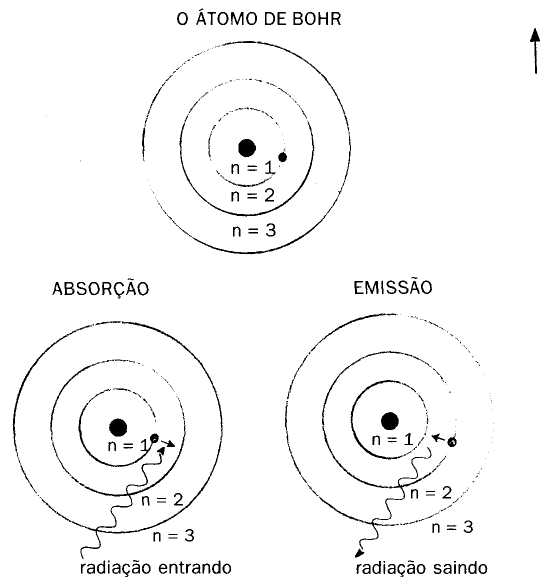 O ÁTOMO DE BOHR
n = 1
n = 2
n = 3
ABSORÇÃO
n = 1
n = 2
n = 3
radiação entrando
EMISSÃO
n = 1
n = 2
n = 3
radiação saindo